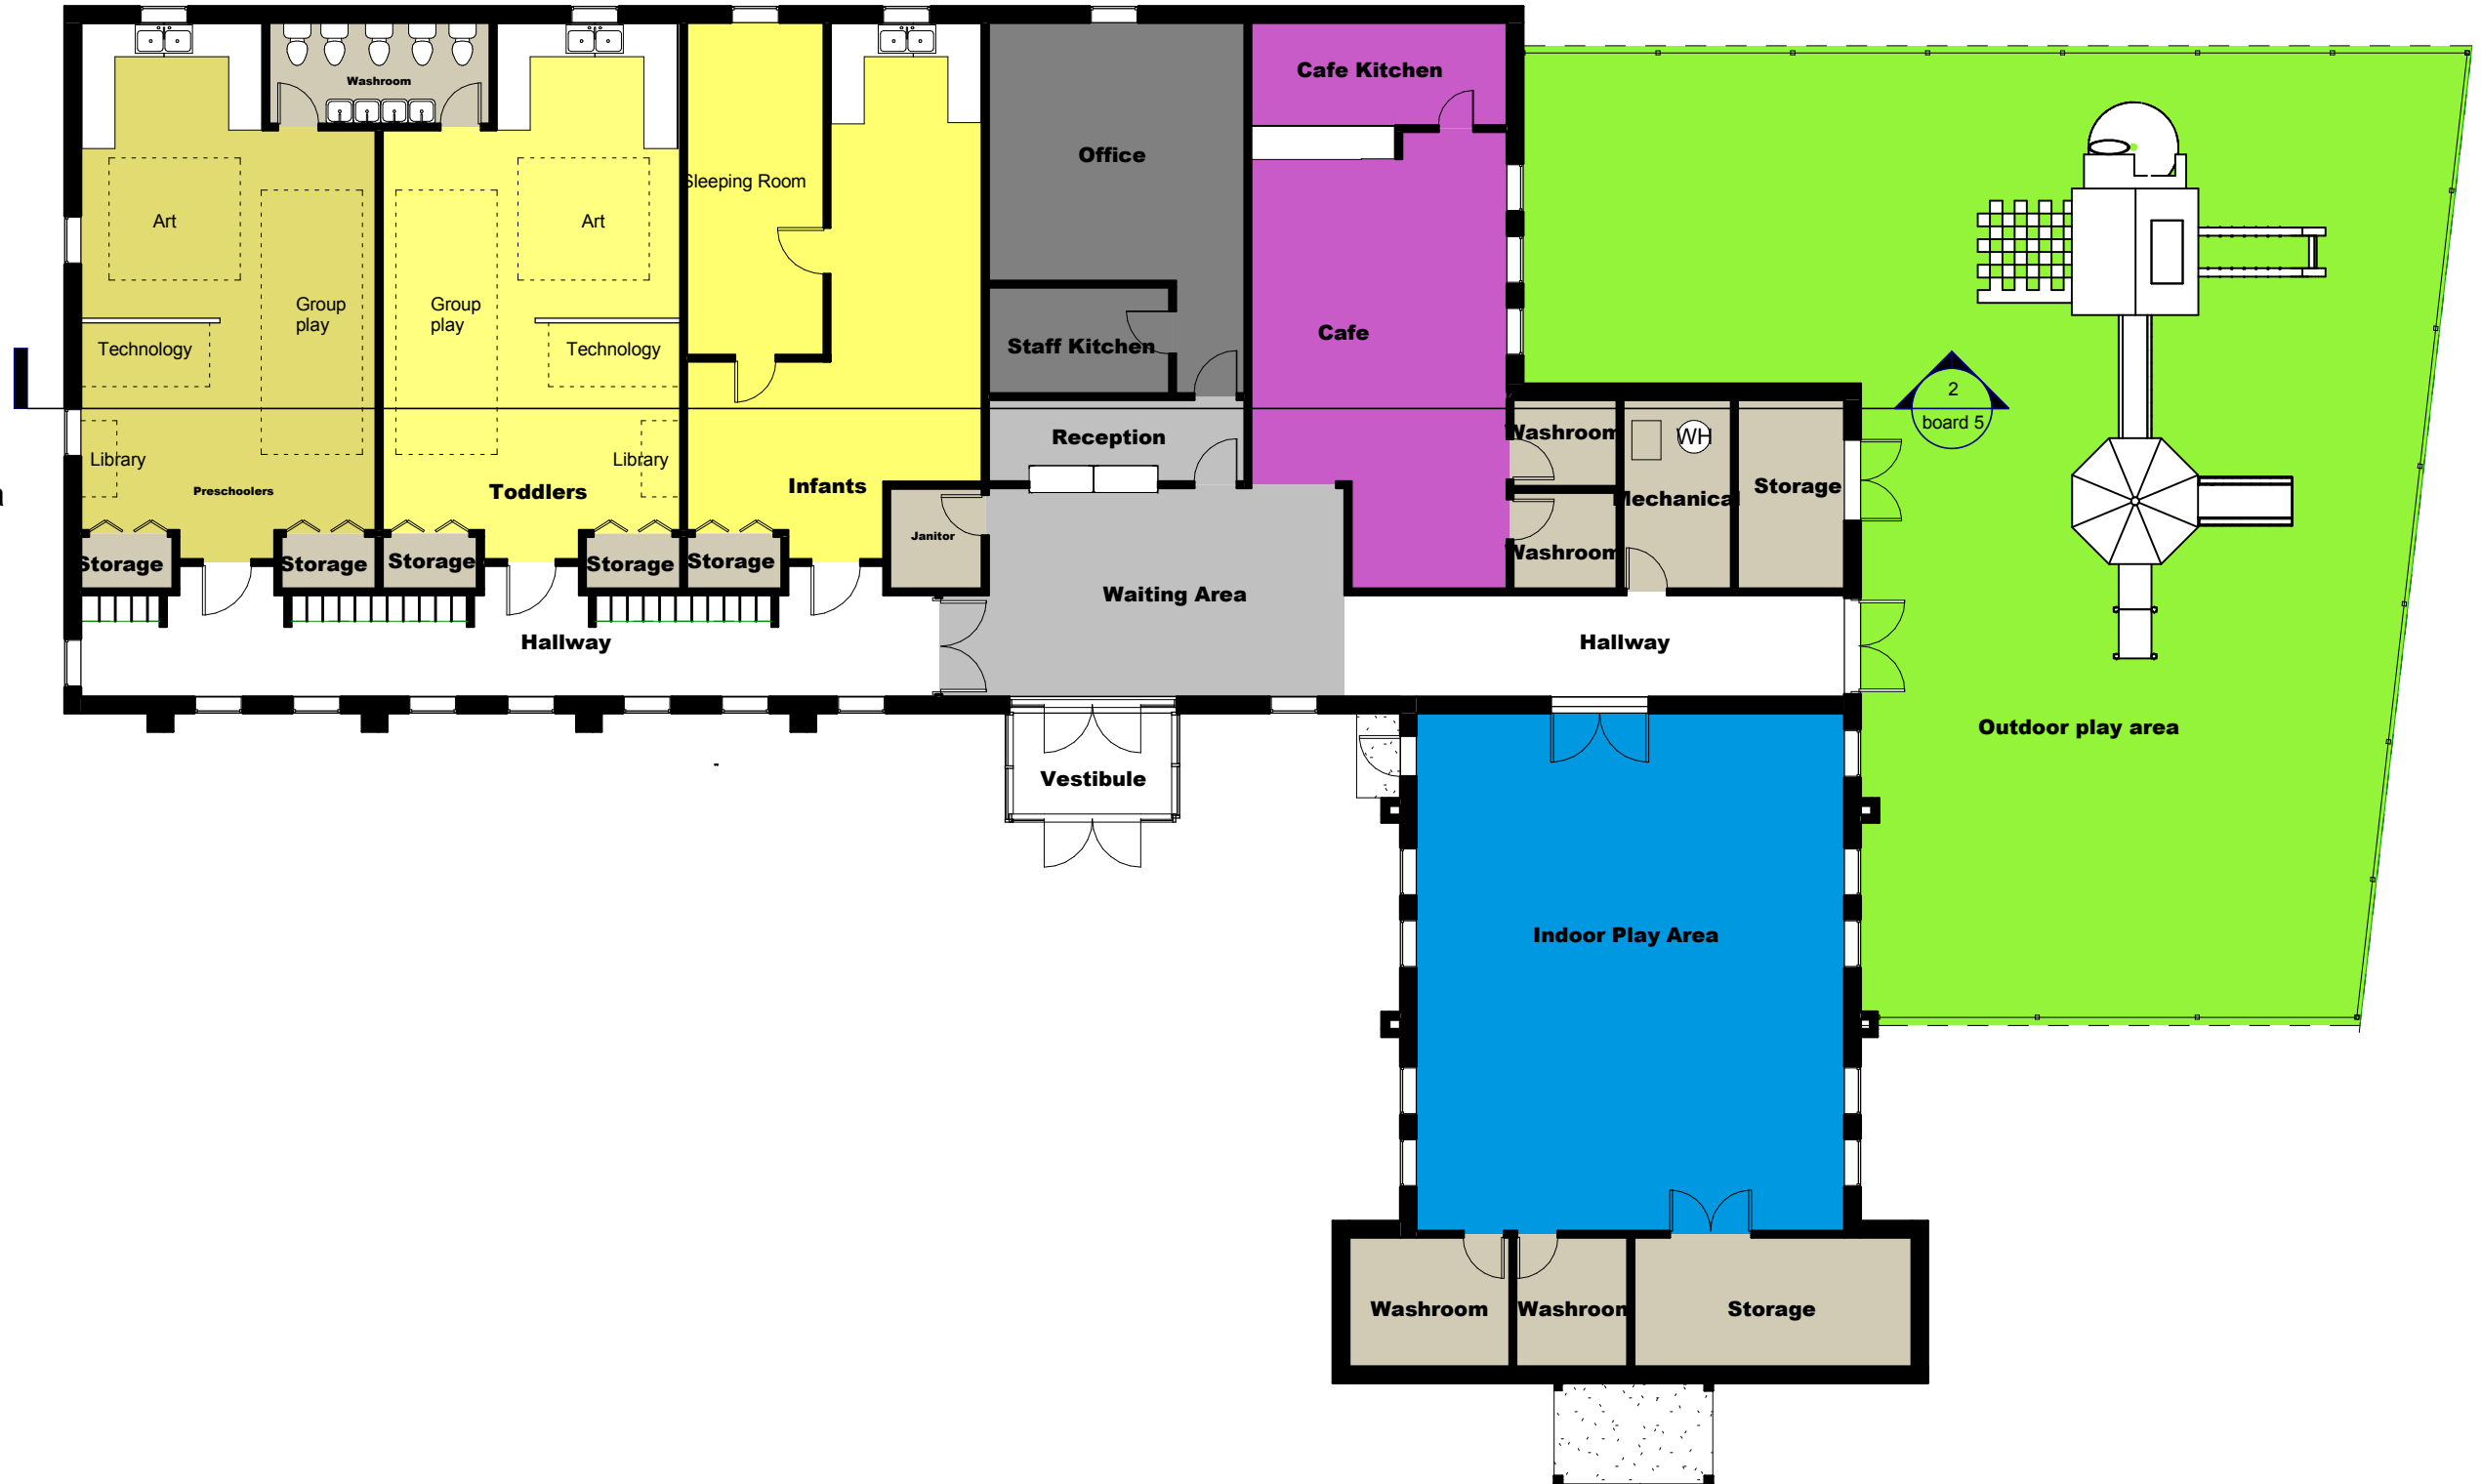 Cafe Kitchen
Washroom
Office
Sleeping Room
Art
Art
Group
play
Group
play
Cafe
Technology
Technology
Staff Kitchen
2
board 5
Washroom
WH
Reception
Library
Library
Preschoolers
Toddlers
Infants
Storage
Mechanical
a
Janitor
Washroom
Storage
Storage
Storage
Storage
Storage
Waiting Area
Hallway
Hallway
Outdoor play area
Vestibule
Indoor Play Area
Washroom
Washroom
Storage